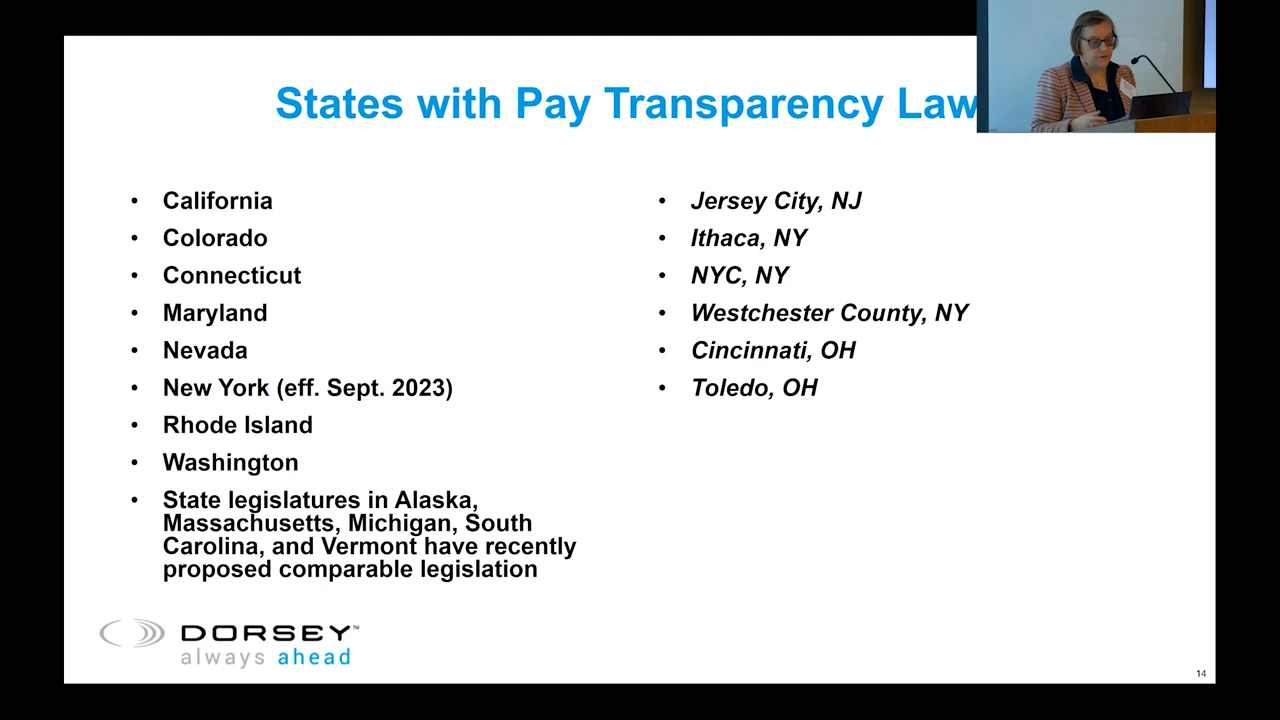 States with Pay Transparency Law
• California
• Colorado
• Connecticut
• Maryland
• Nevada
• New York (eff. Sept. 2023)
• Rhode Island
• Washington
• State legislatures in Alaska,
Massachusetts, Michigan, South
Carolina, and Vermont have recently
proposed comparable legislation
• Jersey City, NJ
• Ithaca, NY
• NYC, NY
• Westchester County, NY
• Cincinnati, OH
• Toledo, OH
DORSEY™
always ahead
14